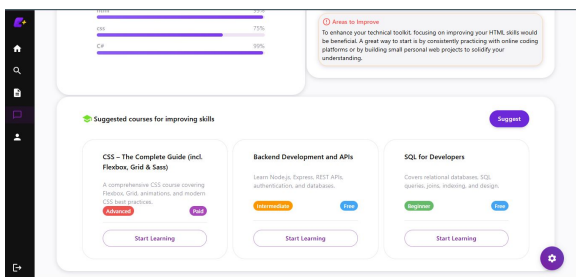 css
75%
C#
99%
Areas to Improve
To enhance your technical toolkit, focusing on improving your HTML skills would
be beneficial. A great way to start is by consistently practicing with online coding
platforms or by building small personal web projects to solidify your
understanding.
Suggested courses for improving skills
Suggest
CSS – The Complete Guide (incl.
Flexbox, Grid & Sass)
A comprehensive CSS course covering
Flexbox, Grid, animations, and modern
CSS best practices.
Advanced
Paid
Start Learning
Backend Development and APIs
Learn Node.js, Express, REST APIs,
authentication, and databases.
Intermediate
Free
Start Learning
SQL for Developers
Covers relational databases, SQL
queries, joins, indexing, and design.
Beginner
Free
Start Learning